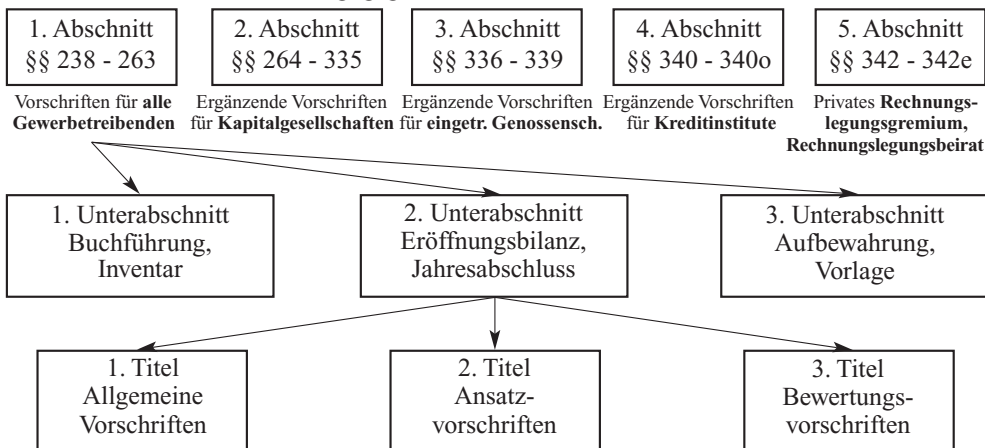 1. Abschnitt
§§ 238 - 263
2. Abschnitt
§§ 264 - 335
3. Abschnitt
§§ 336 - 339
4. Abschnitt
§§ 340 - 340o
5. Abschnitt
§§ 342 - 342e
Vorschriften für alle
Gewerbetreibenden
Ergänzende Vorschriften
für Kapitalgesellschaften
Ergänzende Vorschriften
für eingetr. Genossensch.
Ergänzende Vorschriften
für Kreditinstitute
Privates Rechnungs-
legungsgremium,
Rechnungslegungsbeirat
1. Unterabschnitt
Buchführung,
Inventar
2. Unterabschnitt
Eröffnungsbilanz,
Jahresabschluss
3. Unterabschnitt
Aufbewahrung,
Vorlage
1. Titel
Allgemeine
Vorschriften
2. Titel
Ansatz-
vorschriften
3. Titel
Bewertungs-
vorschriften